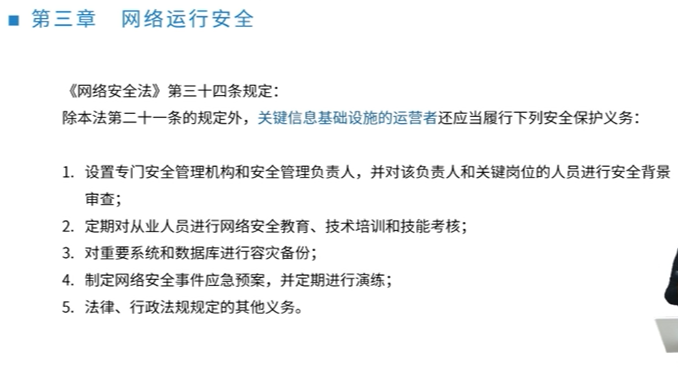 ■ 第三章 网络运行安全
《网络安全法》第三十四条规定：
除本法第二十一条的规定外，关键信息基础设施的运营者还应当履行下列安全保护义务：
1. 设置专门安全管理机构和安全管理负责人，并对该负责人和关键岗位的人员进行安全背景
审查；
2. 定期对从业人员进行网络安全教育、技术培训和技能考核；
3. 对重要系统和数据库进行容灾备份；
4. 制定网络安全事件应急预案，并定期进行演练；
5. 法律、行政法规规定的其他义务。